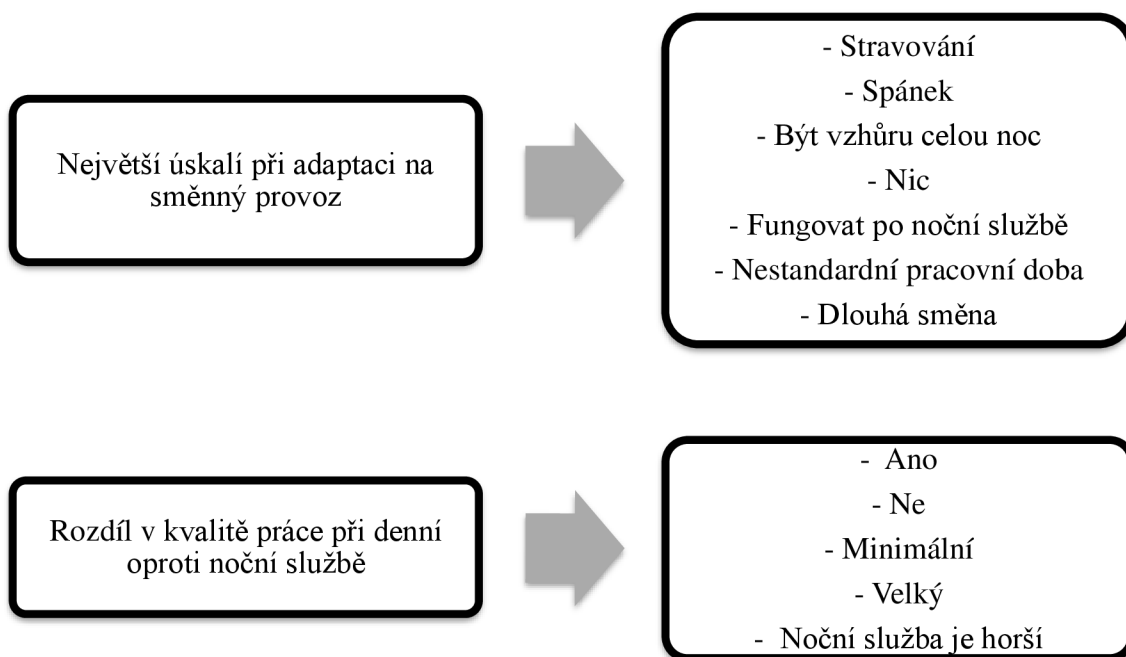 Největší úskalí při adaptaci na
směnný provoz
- Stravování
- Spánek
- Být vzhůru celou noc
- Nic
- Fungovat po noční službě
- Nestandardní pracovní doba
- Dlouhá směna
Rozdíl v kvalitě práce při denní
oproti noční službě
- Ano
- Ne
- Minimální
- Velký
- Noční služba je horší